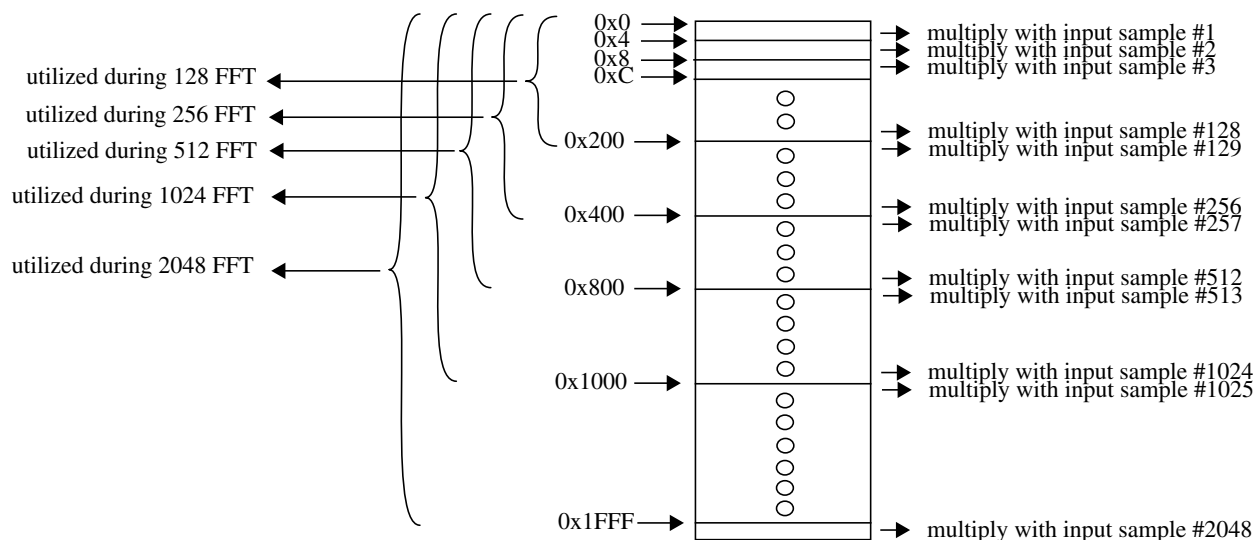 utilized during 128 FFT
utilized during 256 FFT
utilized during 512 FFT
utilized during 1024 FFT
utilized during 2048 FFT
0x0
0x4
0x8
0xC
0x200
0x400
0x800
0x1000
0x1FFF
multiply with input sample #1
multiply with input sample #2
multiply with input sample #3
multiply with input sample #128
multiply with input sample #129
multiply with input sample #256
multiply with input sample #257
multiply with input sample #512
multiply with input sample #513
multiply with input sample #1024
multiply with input sample #1025
multiply with input sample #2048